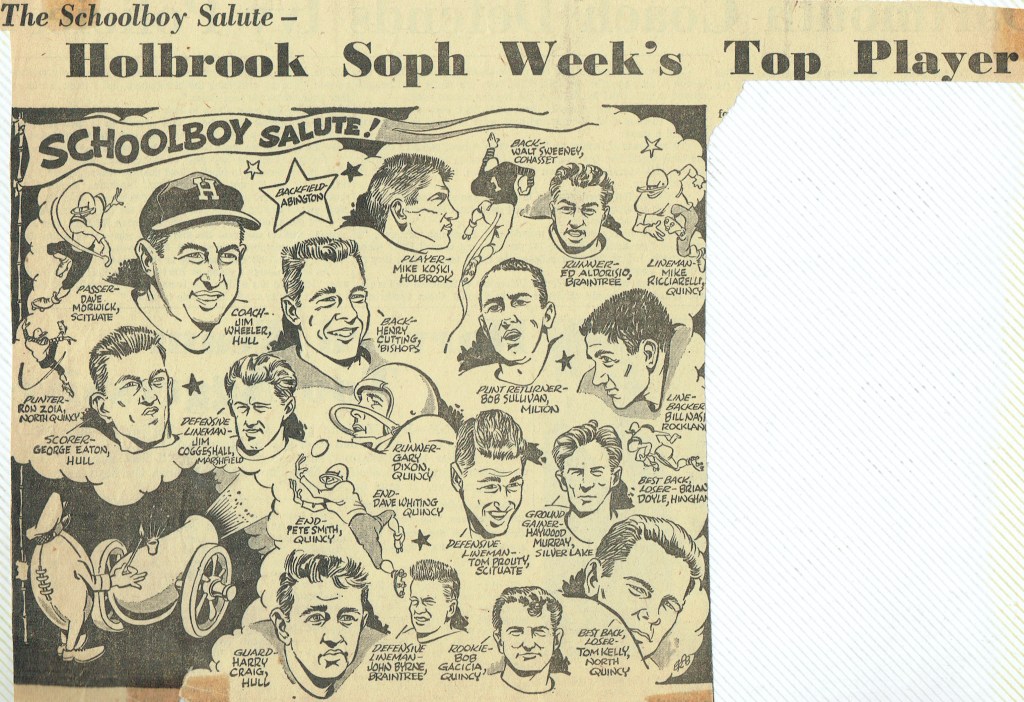 The Schoolboy Salute –
Holbrook Soph Week's Top Player
SCHOOLBOY SALUTE!
BACKFIELD-
ABINGTON
BACK-
WALT SWEENEY,
COHASSET
PLAYER-
MIKE KOSKI,
HOLBROOK
RUNNER-
ED ALDORISIO,
BRAINTREE
LINEMAN-
MIKE
RICCIARELLI,
QUINCY
PASSER-
DAVE
MORWICK,
SCITUATE
COACH-
JIM
WHEELER,
HULL
BACK-
HENRY
CUTTING,
'BISHOPS
PUNTER-
RON ZOIA,
NORTH QUINCY
SCORER-
GEORGE EATON,
HULL
DEFENSIVE
LINEMAN-
JIM
COGGESHALL,
MARSHFIELD
PUNT RETURNER-
BOB SULLIVAN,
MILTON
LINE-
BACKER
BILL NASI
ROCKLAN
RUNNER-
GARY
DIXON,
QUINCY
END-
DAVE WHITING
QUINCY
END-
PETE SMITH,
QUINCY
DEFENSIVE
LINEMAN-
TOM PROUTY,
SCITUATE
GROUND
GAINER-
HAYWOOD
MURRAY,
SILVER LAKE
BEST BACK,
LOSER- BRIAN
DOYLE, HINGHAM
GUARD-
HARRY
CRAIG,
HULL
DEFENSIVE
LINEMAN-
JOHN BYRNE,
BRAINTREE
ROOKIE-
BOB
GACICIA,
QUINCY
BEST BACK,
LOSER-
TOM KELLY,
NORTH
QUINCY
H
1